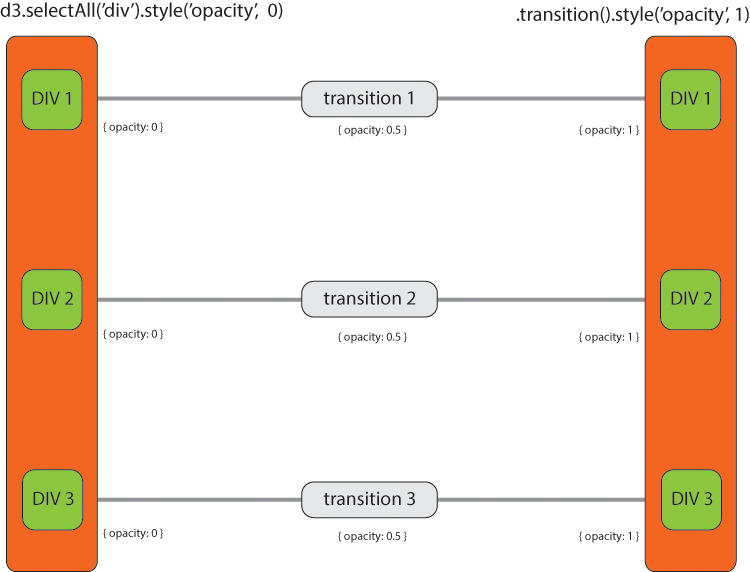 d3.selectAll('div').style('opacity', 0)
.transition().style('opacity', 1)
DIV 1
transition 1
DIV 1
{ opacity: 0 }
{ opacity: 0.5 }
{ opacity: 1 }
DIV 2
transition 2
DIV 2
{ opacity: 0 }
{ opacity: 0.5 }
{ opacity: 1 }
DIV 3
transition 3
DIV 3
{ opacity: 0 }
{ opacity: 0.5 }
{ opacity: 1 }